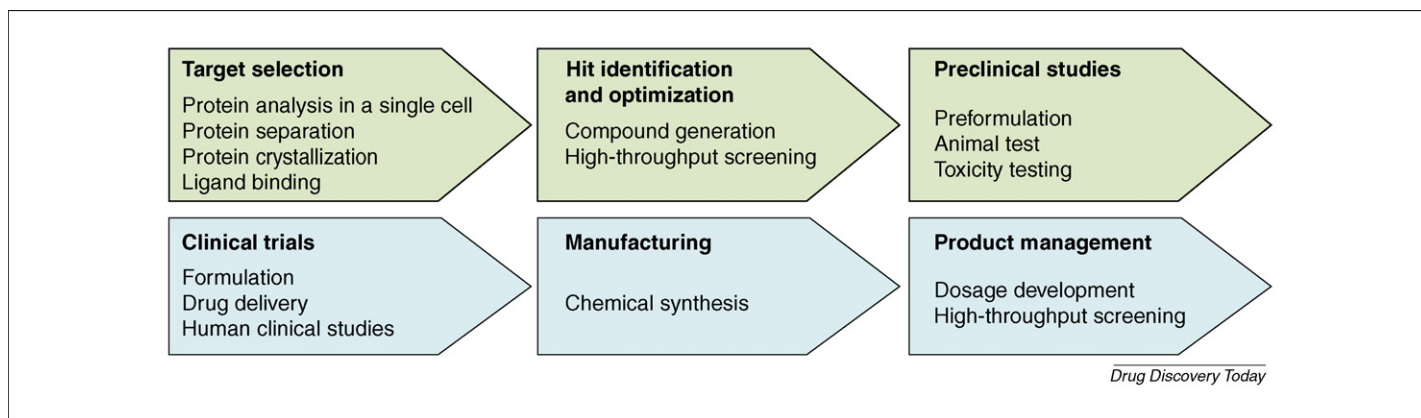 Target selection
Protein analysis in a single cell
Protein separation
Protein crystallization
Ligand binding
Hit identification
and optimization
Compound generation
High-throughput screening
Preclinical studies
Preformulation
Animal test
Toxicity testing
Clinical trials
Formulation
Drug delivery
Human clinical studies
Manufacturing
Chemical synthesis
Product management
Dosage development
High-throughput screening
Drug Discovery Today